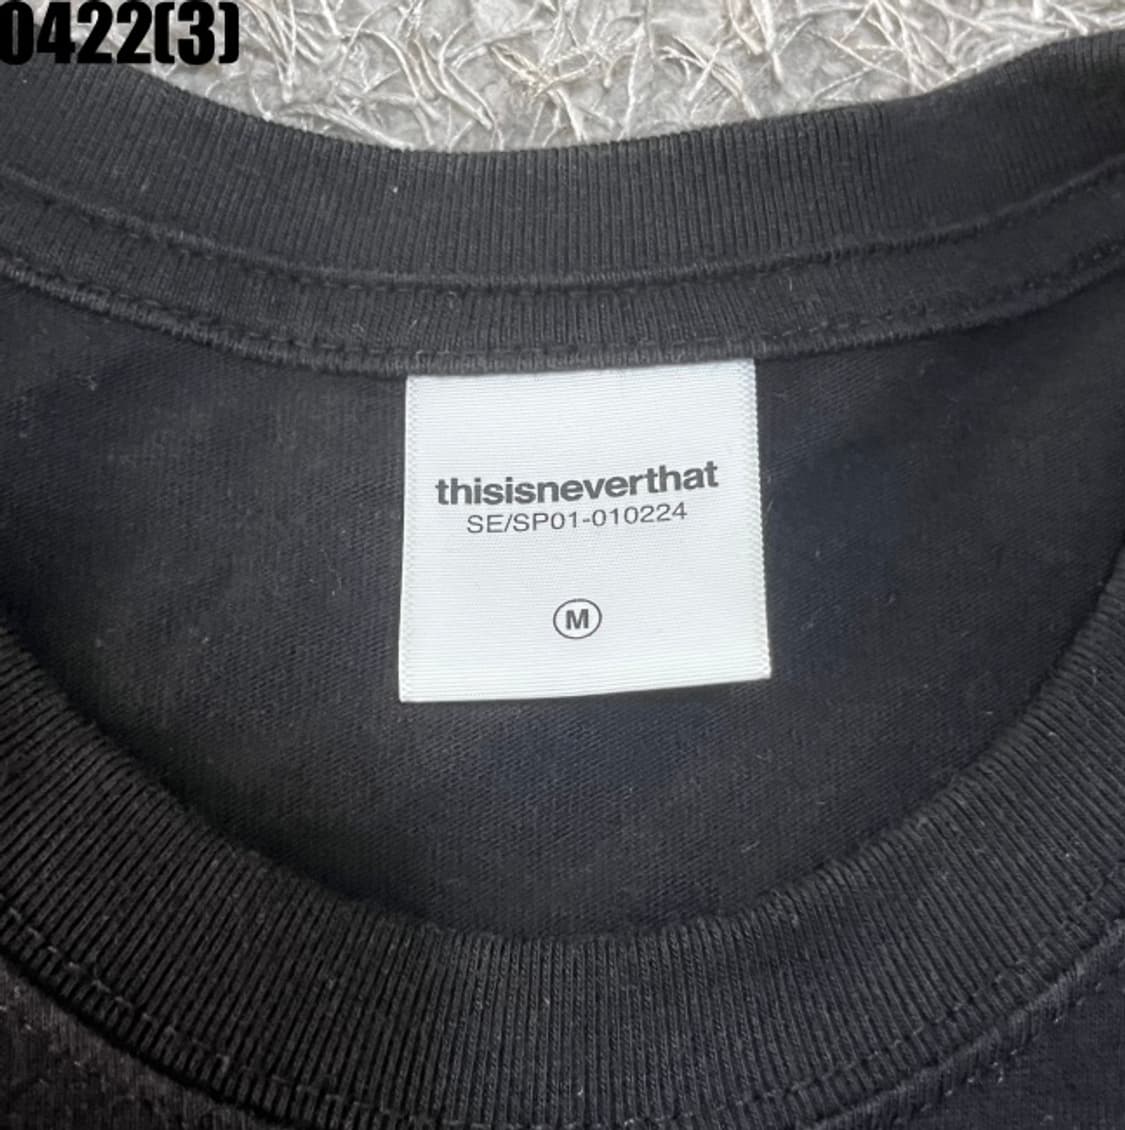 0422(3)
thisisneverthat
SE/SP01-010224
M